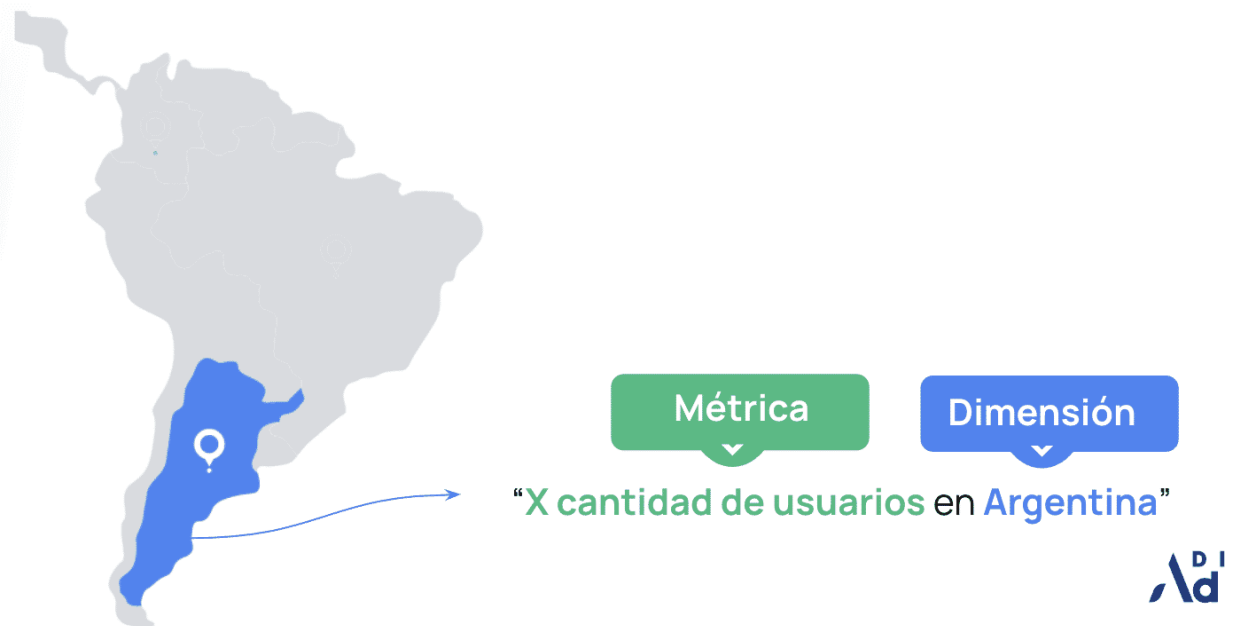 Métrica
Dimensión
“X cantidad de usuarios en Argentina”
Ad DI